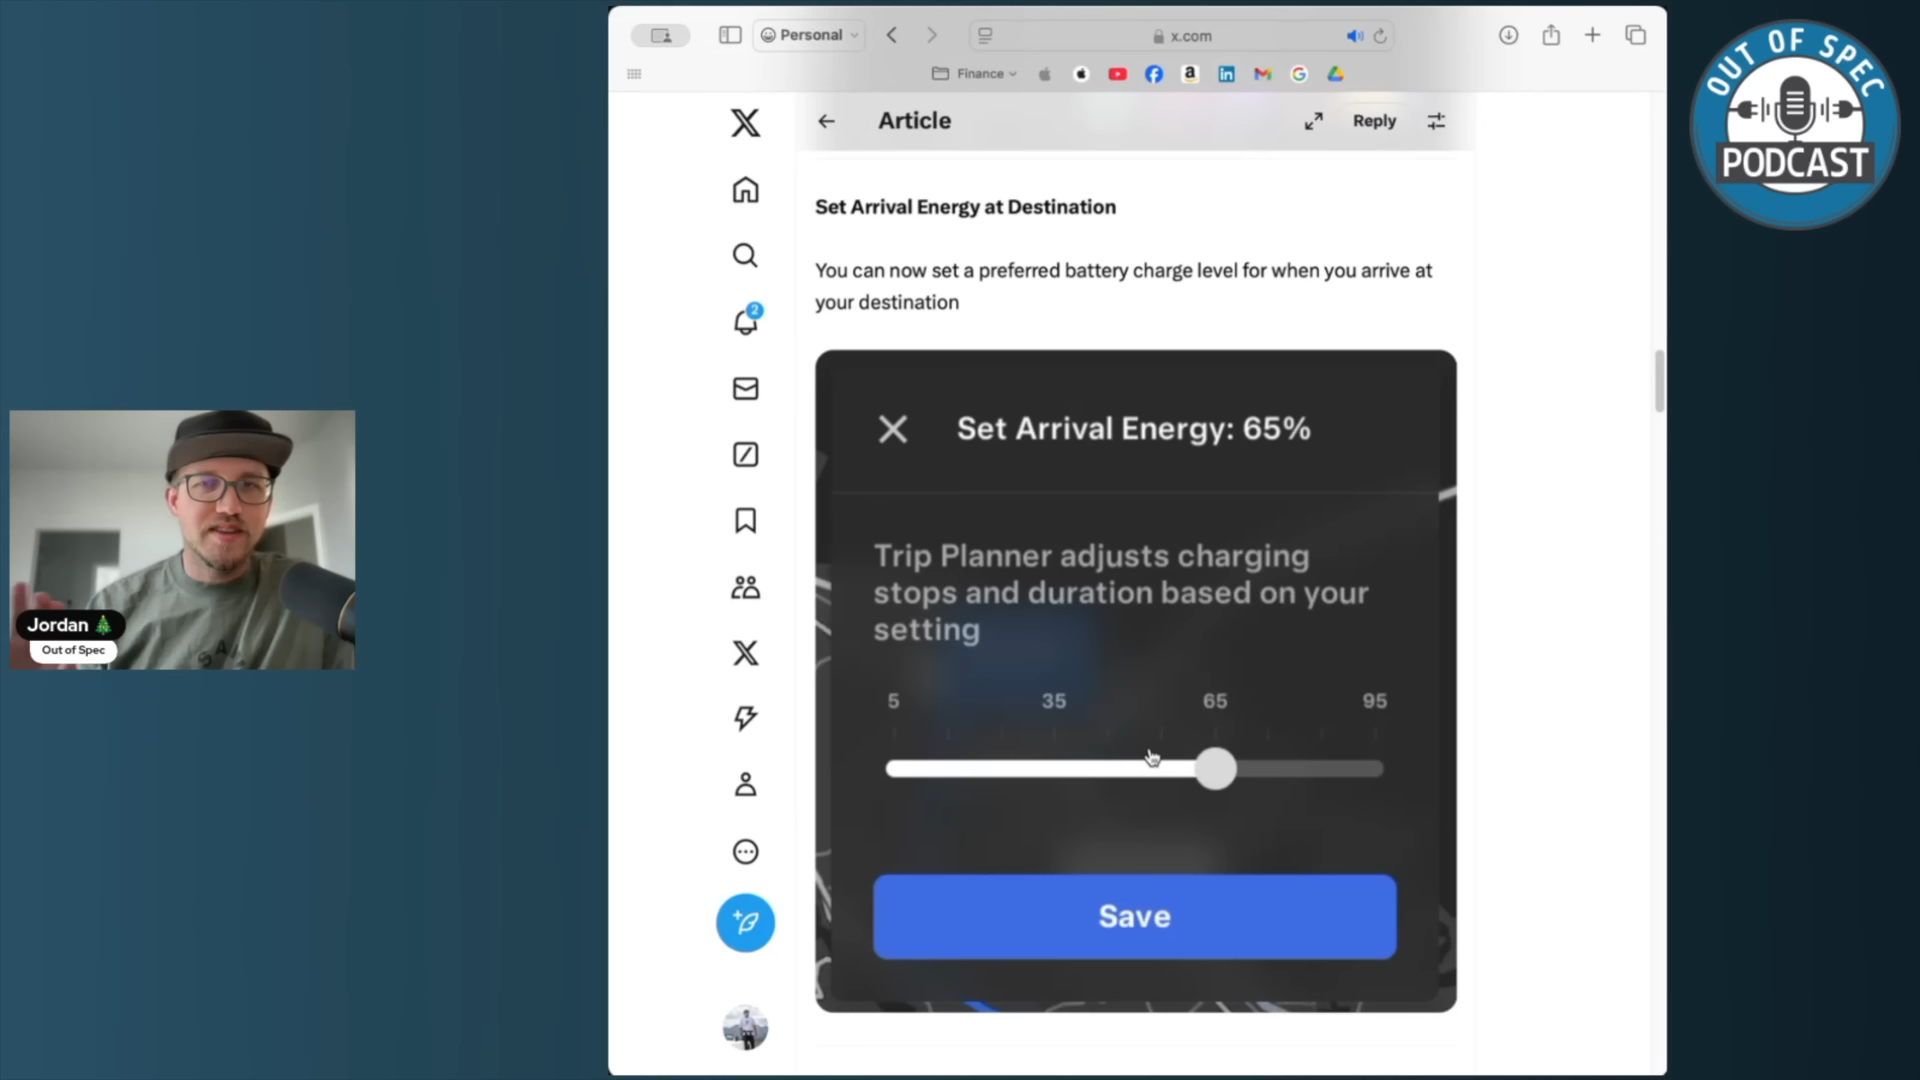 Personal
x.com
Finance
a
in
G
OUT OF SPEC
PODCAST
Article
Reply
Set Arrival Energy at Destination
You can now set a preferred battery charge level for when you arrive at
your destination
2
Set Arrival Energy: 65%
Trip Planner adjusts charging
stops and duration based on your
setting
5 35 65 95
Save
Jordan 🎄
Out of Spec